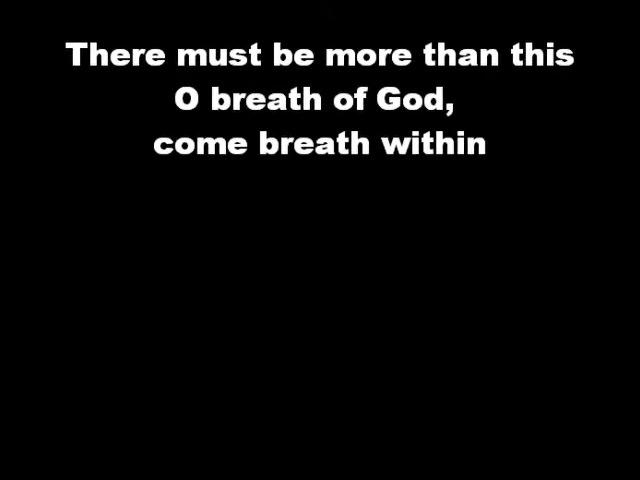 There must be more than this
O breath of God,
come breath within